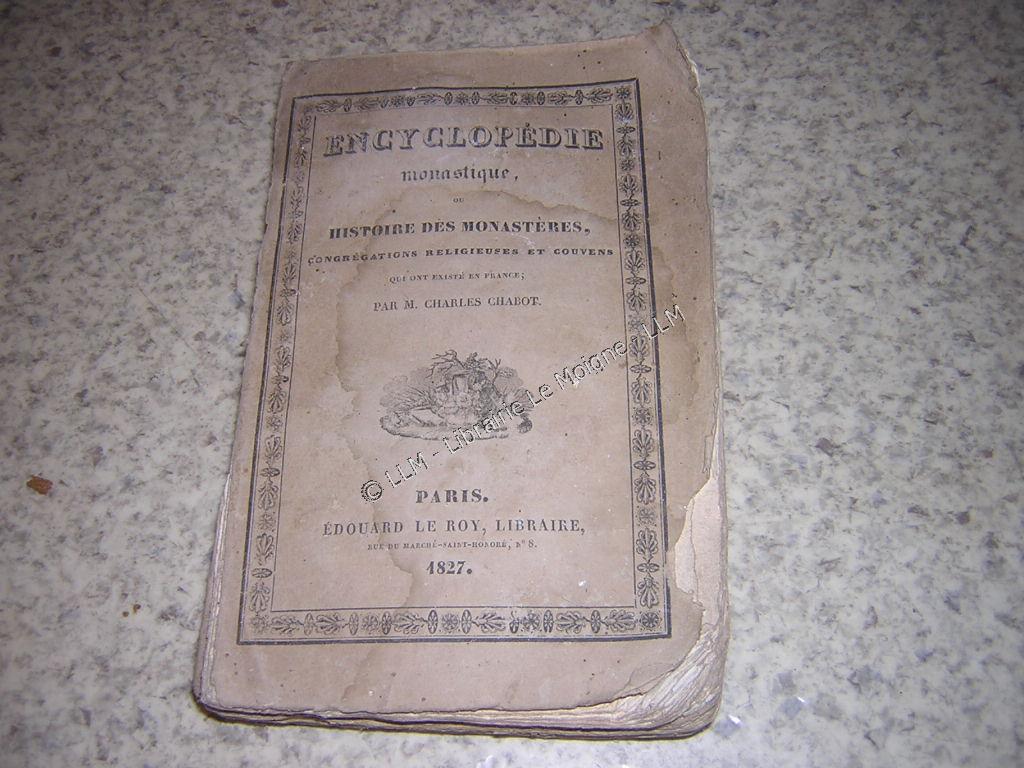 ENCYCLOPÉDIE
monastique,
OU
HISTOIRE DES MONASTÈRES,
CONGRÉGATIONS RELIGIEUSES ET COUVENS
QUI ONT EXISTÉ EN FRANCE;
PAR M. CHARLES CHABOT.
© LLM - Librairie Le Moigne - LLM
PARIS.
ÉDOUARD LE ROY, LIBRAIRE,
RUE DU MARCHÉ-SAINT-HONORÉ, N° 8.
1827.